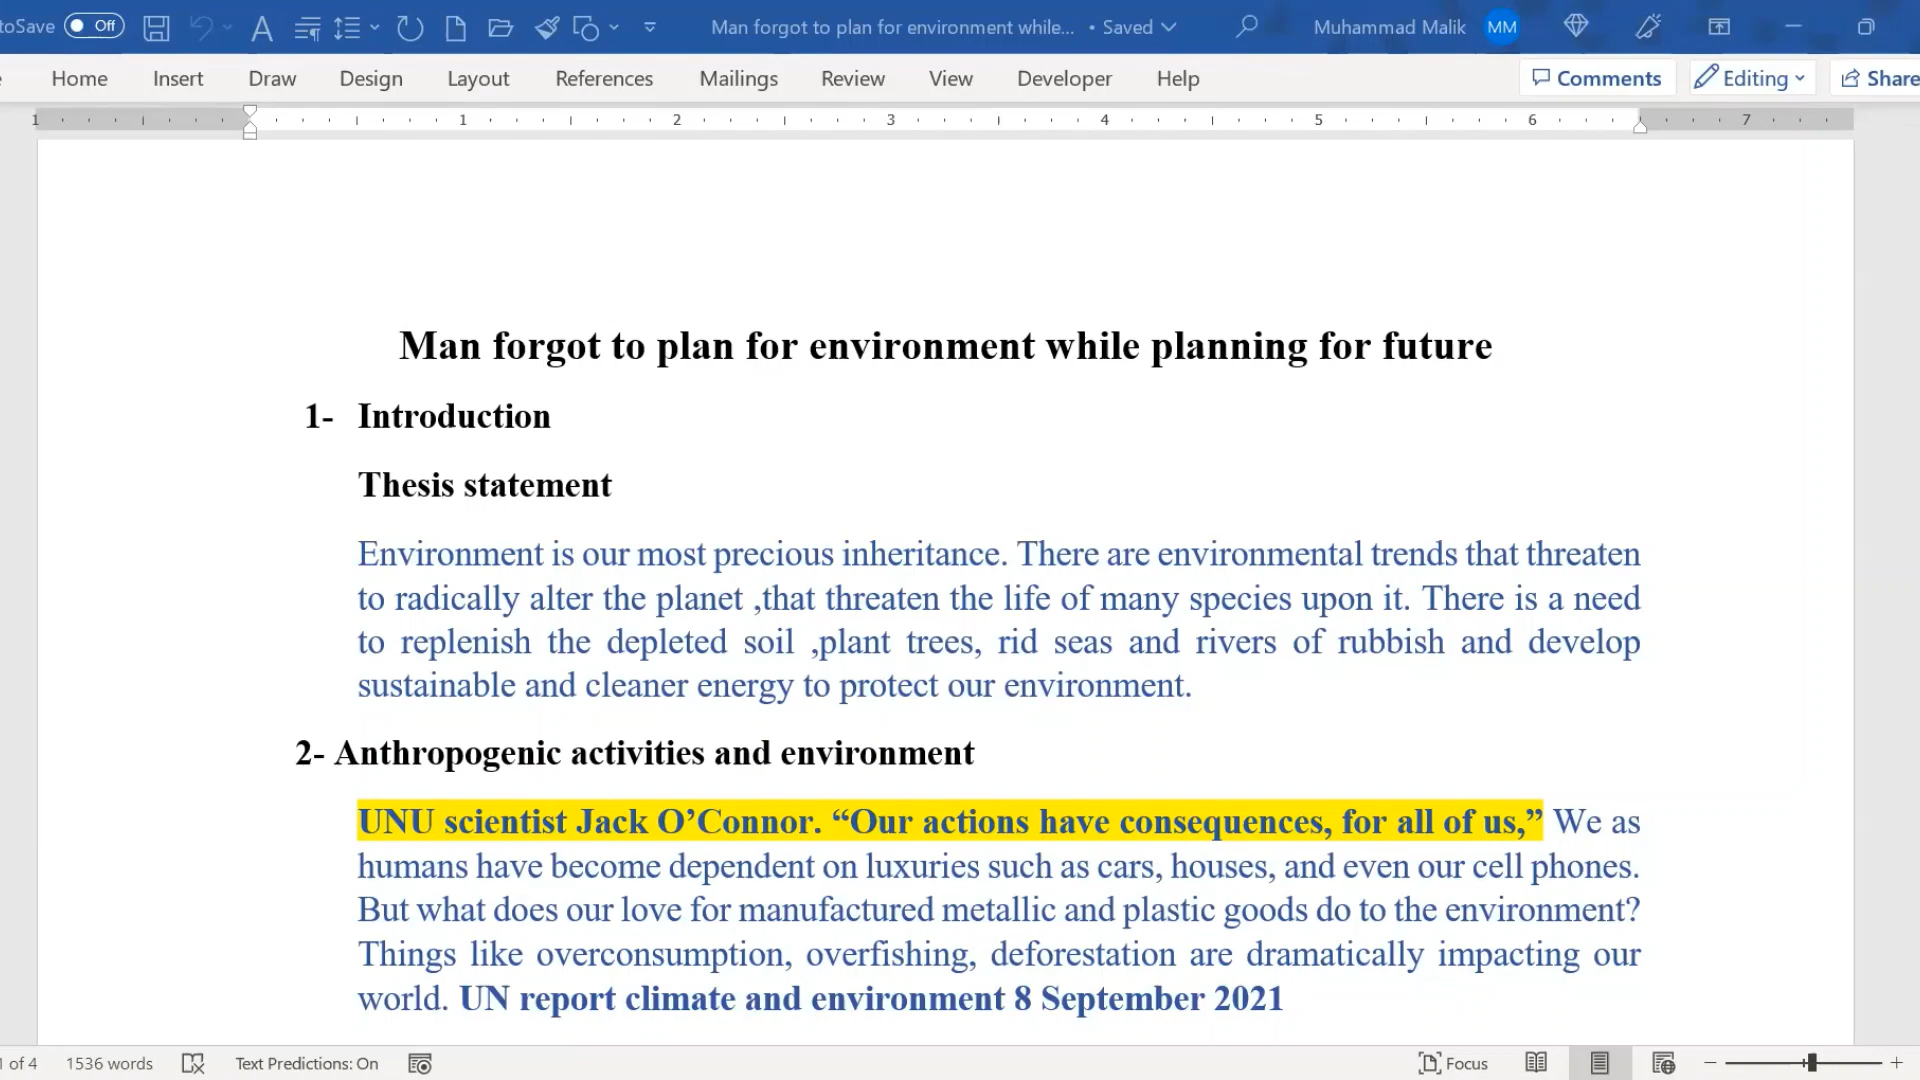 toSave Off Man forgot to plan for environment while... • Saved Muhammad Malik MM
Home Insert Draw Design Layout References Mailings Review View Developer Help Comments Editing Share
1 1 2 3 4 5 6 7
Man forgot to plan for environment while planning for future
1- Introduction
Thesis statement
Environment is our most precious inheritance. There are environmental trends that threaten
to radically alter the planet ,that threaten the life of many species upon it. There is a need
to replenish the depleted soil ,plant trees, rid seas and rivers of rubbish and develop
sustainable and cleaner energy to protect our environment.
2- Anthropogenic activities and environment
UNU scientist Jack O’Connor. “Our actions have consequences, for all of us,” We as
humans have become dependent on luxuries such as cars, houses, and even our cell phones.
But what does our love for manufactured metallic and plastic goods do to the environment?
Things like overconsumption, overfishing, deforestation are dramatically impacting our
world. UN report climate and environment 8 September 2021
1 of 4 1536 words Text Predictions: On Focus